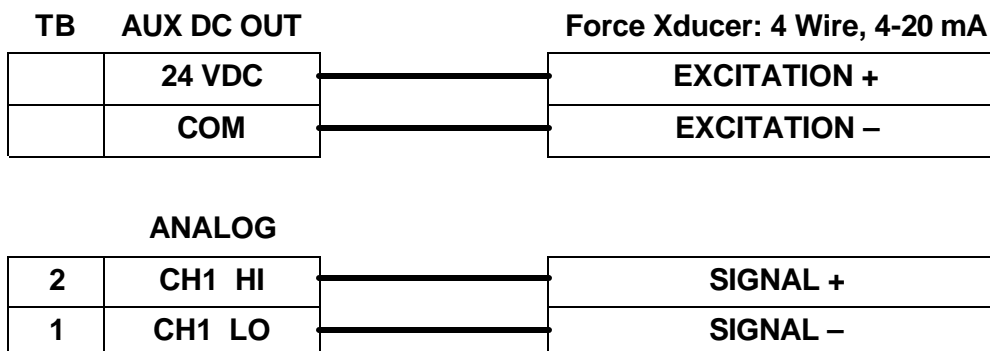 TB AUX DC OUT Force Xducer: 4 Wire, 4-20 mA
24 VDC EXCITATION +
COM EXCITATION –
ANALOG
2 CH1 HI SIGNAL +
1 CH1 LO SIGNAL –